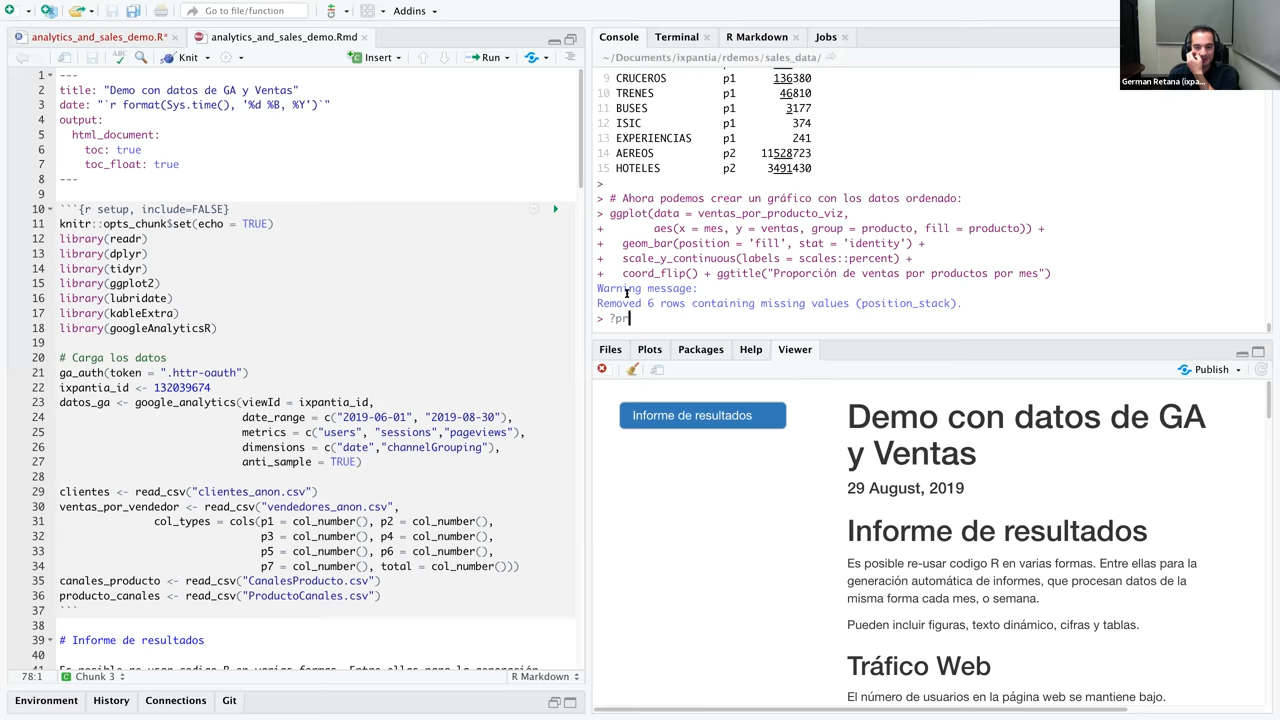 Go to file/function
Addins
analytics_and_sales_demo.R*
analytics_and_sales_demo.Rmd
Knit
Insert
Run
1 ---
2 title: "Demo con datos de GA y Ventas"
3 date: "`r format(Sys.time(), '%d %B, %Y')`"
4 output:
5 html_document:
6 toc: true
7 toc_float: true
8 ---
9
10 ```{r setup, include=FALSE}
11 knitr::opts_chunk$set(echo = TRUE)
12 library(readr)
13 library(dplyr)
14 library(tidyr)
15 library(ggplot2)
16 library(lubridate)
17 library(kableExtra)
18 library(googleAnalyticsR)
19
20 # Carga los datos
21 ga_auth(token = ".httr-oauth")
22 ixpantia_id <- 132039674
23 datos_ga <- google_analytics(viewId = ixpantia_id,
24 date_range = c("2019-06-01", "2019-08-30"),
25 metrics = c("users", "sessions","pageviews"),
26 dimensions = c("date","channelGrouping"),
27 anti_sample = TRUE)
28
29 clientes <- read_csv("clientes_anon.csv")
30 ventas_por_vendedor <- read_csv("vendedores_anon.csv",
31 col_types = cols(p1 = col_number(), p2 = col_number(),
32 p3 = col_number(), p4 = col_number(),
33 p5 = col_number(), p6 = col_number(),
34 p7 = col_number(), total = col_number()))
35 canales_producto <- read_csv("CanalesProducto.csv")
36 producto_canales <- read_csv("ProductoCanales.csv")
37 ```
38
39 # Informe de resultados
40
41 Es posible re-usar codigo R en varias formas. Entre ellas para la generación
78:1 Chunk 3 R Markdown
Environment History Connections Git
Console Terminal R Markdown Jobs
~/Documents/ixpantia/rdemos/sales_data/
9 CRUCEROS p1 136380
10 TRENES p1 46810
11 BUSES p1 3177
12 ISIC p1 374
13 EXPERIENCIAS p1 241
14 AEREOS p2 11528723
15 HOTELES p2 3491430
>
> # Ahora podemos crear un gráfico con los datos ordenado:
> ggplot(data = ventas_por_producto_viz,
+ aes(x = mes, y = ventas, group = producto, fill = producto)) +
+ geom_bar(position = 'fill', stat = 'identity') +
+ scale_y_continuous(labels = scales::percent) +
+ coord_flip() + ggtitle("Proporción de ventas por productos por mes")
Warning message:
Removed 6 rows containing missing values (position_stack).
> ?pr
Files Plots Packages Help Viewer
Publish
Informe de resultados
Demo con datos de GA
y Ventas
29 August, 2019
Informe de resultados
Es posible re-usar codigo R en varias formas. Entre ellas para la
generación automática de informes, que procesan datos de la
misma forma cada mes, o semana.
Pueden incluir figuras, texto dinámico, cifras y tablas.
Tráfico Web
El número de usuarios en la página web se mantiene bajo.
German Retana (ixpa...